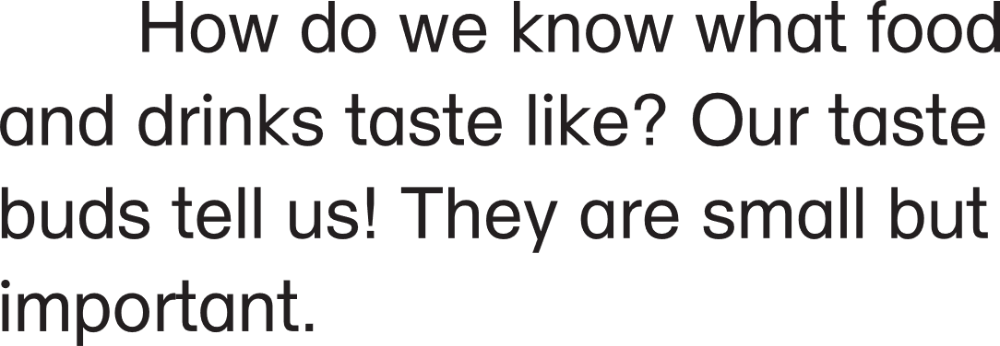 How do we know what food
and drinks taste like? Our taste
buds tell us! They are small but
important.